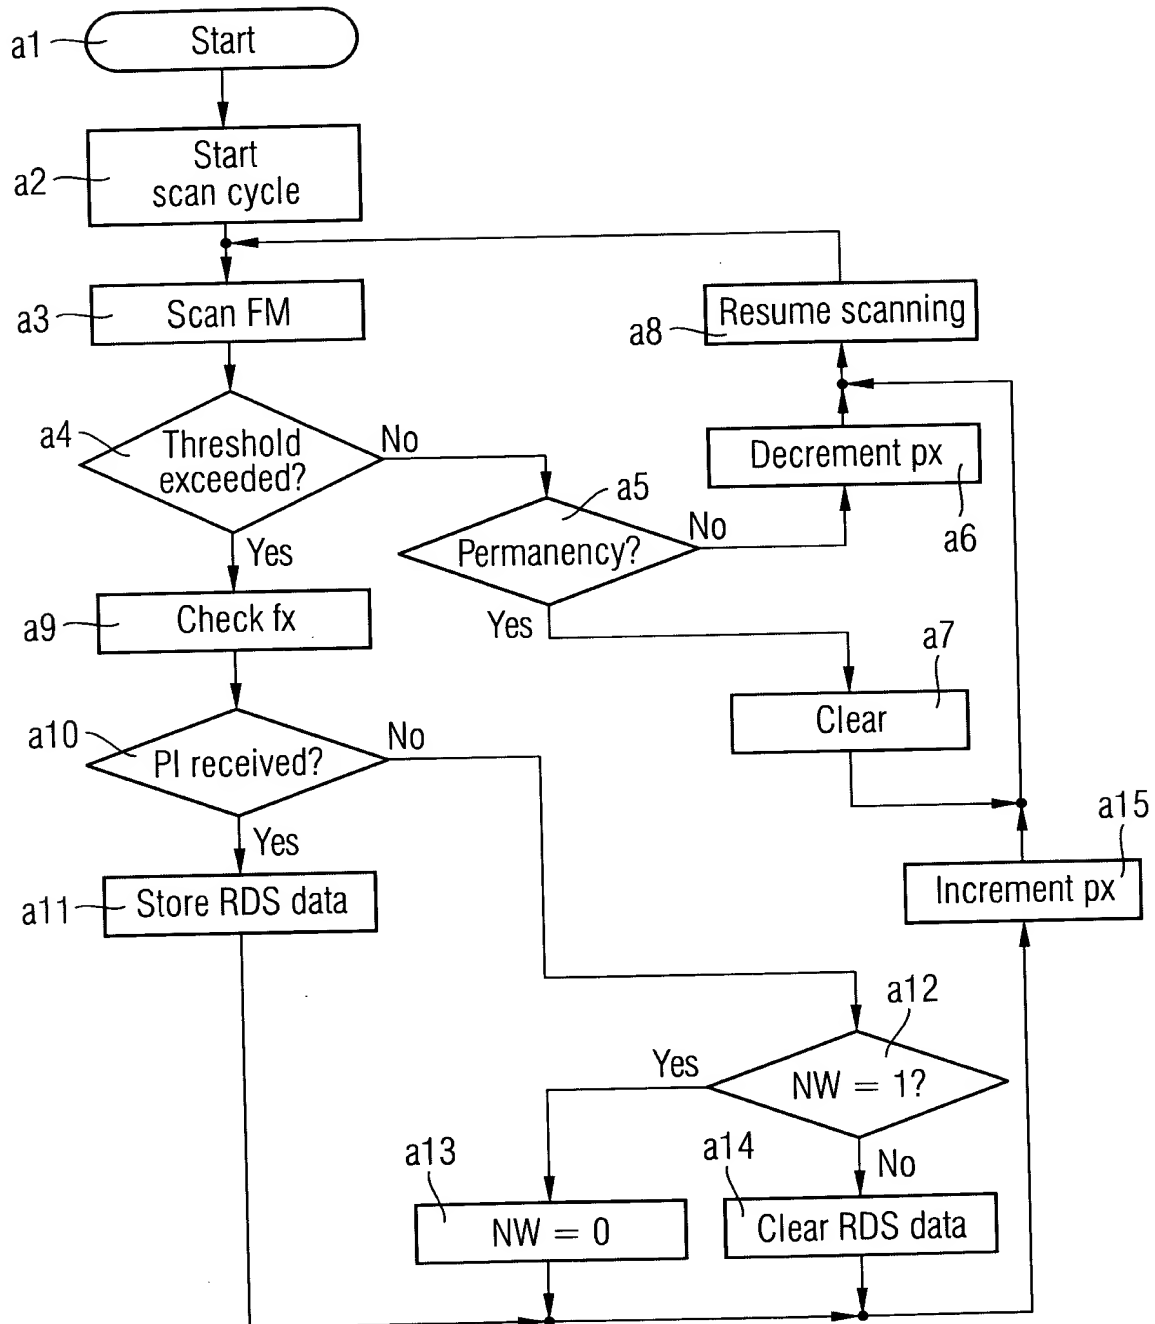 a1
Start
a2
Start
scan cycle
a3
Scan FM
a8
Resume scanning
a4
Threshold
exceeded?
No
Yes
a5
Permanency?
No
Yes
Decrement px
a6
a9
Check fx
a7
Clear
a10
PI received?
No
Yes
a11
Store RDS data
a15
Increment px
a12
NW = 1?
Yes
No
a13
NW = 0
a14
Clear RDS data